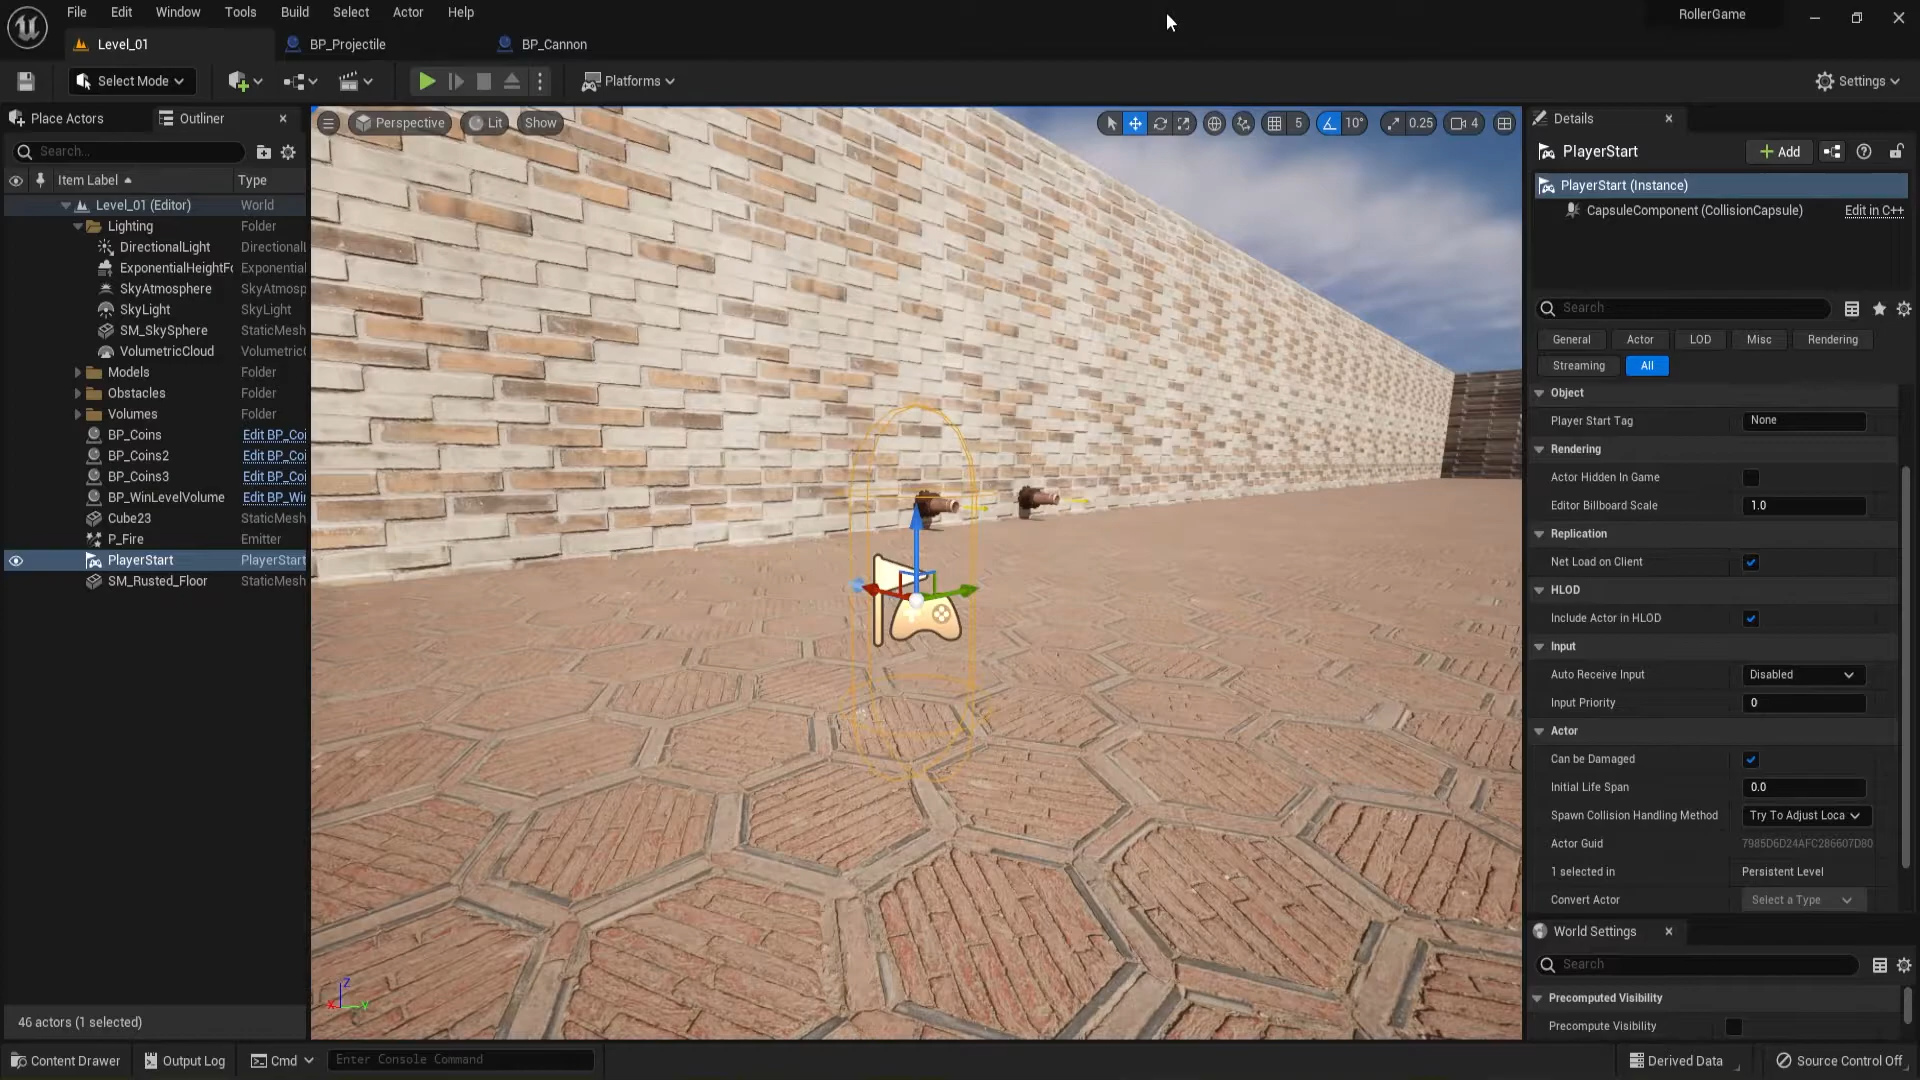 File Edit Window Tools Build Select Actor Help
RollerGame
Level_01
BP_Projectile
BP_Cannon
Select Mode
Platforms
Settings
Place Actors
Outliner
Search...
Item Label
Type
Level_01 (Editor) World
Lighting Folder
DirectionalLight Directionall
ExponentialHeightFo Exponential
SkyAtmosphere SkyAtmosp
SkyLight SkyLight
SM_SkySphere StaticMesh
VolumetricCloud Volumetric
Models Folder
Obstacles Folder
Volumes Folder
BP_Coins Edit BP_Coi
BP_Coins2 Edit BP_Coi
BP_Coins3 Edit BP_Coi
BP_WinLevelVolume Edit BP_Wi
Cube23 StaticMesh
P_Fire Emitter
PlayerStart PlayerStart
SM_Rusted_Floor StaticMesh
46 actors (1 selected)
Perspective
Lit
Show
5
10°
0.25
4
Z
X
Y
Details
PlayerStart
Add
PlayerStart (Instance)
CapsuleComponent (CollisionCapsule) Edit in C++
Search
General Actor LOD Misc Rendering
Streaming All
Object
Player Start Tag None
Rendering
Actor Hidden In Game
Editor Billboard Scale 1.0
Replication
Net Load on Client
HLOD
Include Actor in HLOD
Input
Auto Receive Input Disabled
Input Priority 0
Actor
Can be Damaged
Initial Life Span 0.0
Spawn Collision Handling Method Try To Adjust Loca
Actor Guid 7985D6D24AFC286607D80
1 selected in Persistent Level
Convert Actor Select a Type
World Settings
Search
Precomputed Visibility
Precompute Visibility
Content Drawer
Output Log
Cmd
Enter Console Command
Derived Data
Source Control Off